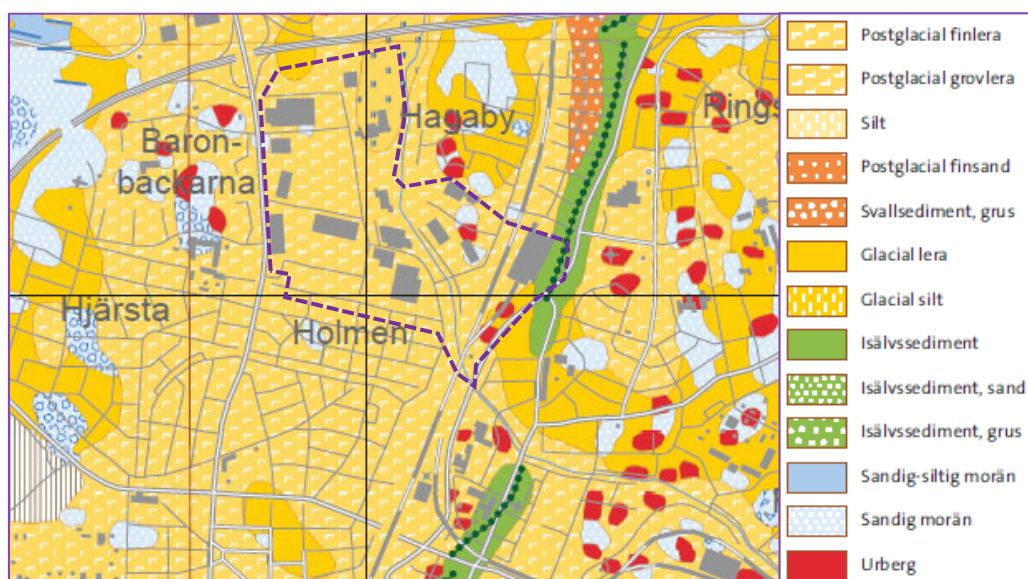 Hagaby
Rings
Baron-
backarna
Hjärsta
Holmen
Postglacial finlera
Postglacial grovlera
Silt
Postglacial finsand
Svallsediment, grus
Glacial lera
Glacial silt
Isälvssediment
Isälvssediment, sand
Isälvssediment, grus
Sandig-siltig morän
Sandig morän
Urberg